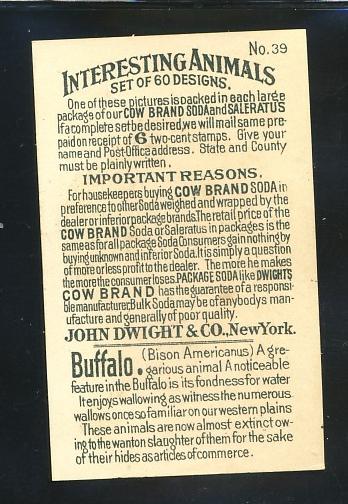 No.39
INTERESTING ANIMALS
SET OF 60 DESIGNS.
One of these pictures is packed in each large
package of our COW BRAND SODA and SALERATUS
If a complete set be desired, we will mail same pre-
paid on receipt of 6 two-cent stamps. Give your
name and Post-Office address. State and County
must be plainly written.
IMPORTANT REASONS.
For housekeepers buying COW BRAND SODA in
preference to other Soda weighed and wrapped by the
dealer or inferior package brands. The retail price of the
COW BRAND Soda or Saleratus in packages is the
same as for all package Soda. Consumers gain nothing by
buying unknown and inferior Soda. It is simply a question
of more or less profit to the dealer. The more he makes
the more the consumer loses. PACKAGE SODA like DWIGHT'S
COW BRAND has the guarantee of a responsi-
ble manufacturer. Bulk Soda may be of anybodys man-
ufacture and generally of poor quality.
JOHN DWIGHT & CO., New York.
Buffalo. (Bison Americanus) A gre-
garious animal A noticeable
feature in the Buffalo is its fondness for water
It enjoys wallowing as witness the numerous
wallows once so familiar on our western plains
These animals are now almost extinct ow-
ing to the wanton slaughter of them for the sake
of their hides as articles of commerce.